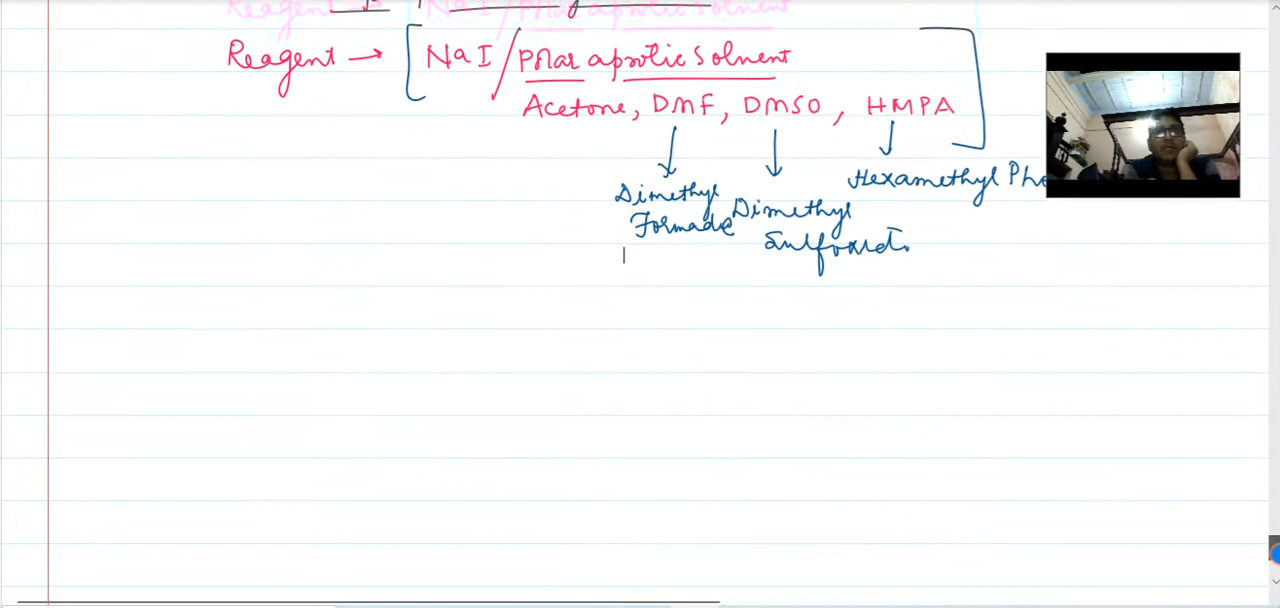 Reagent → [NaI/Polar aprotic Solvent]
Acetone, DMF, DMSO, HMPA
Hexamethyl Pho
Dimethyl
Formade
Dimethyl
Sulfoxide